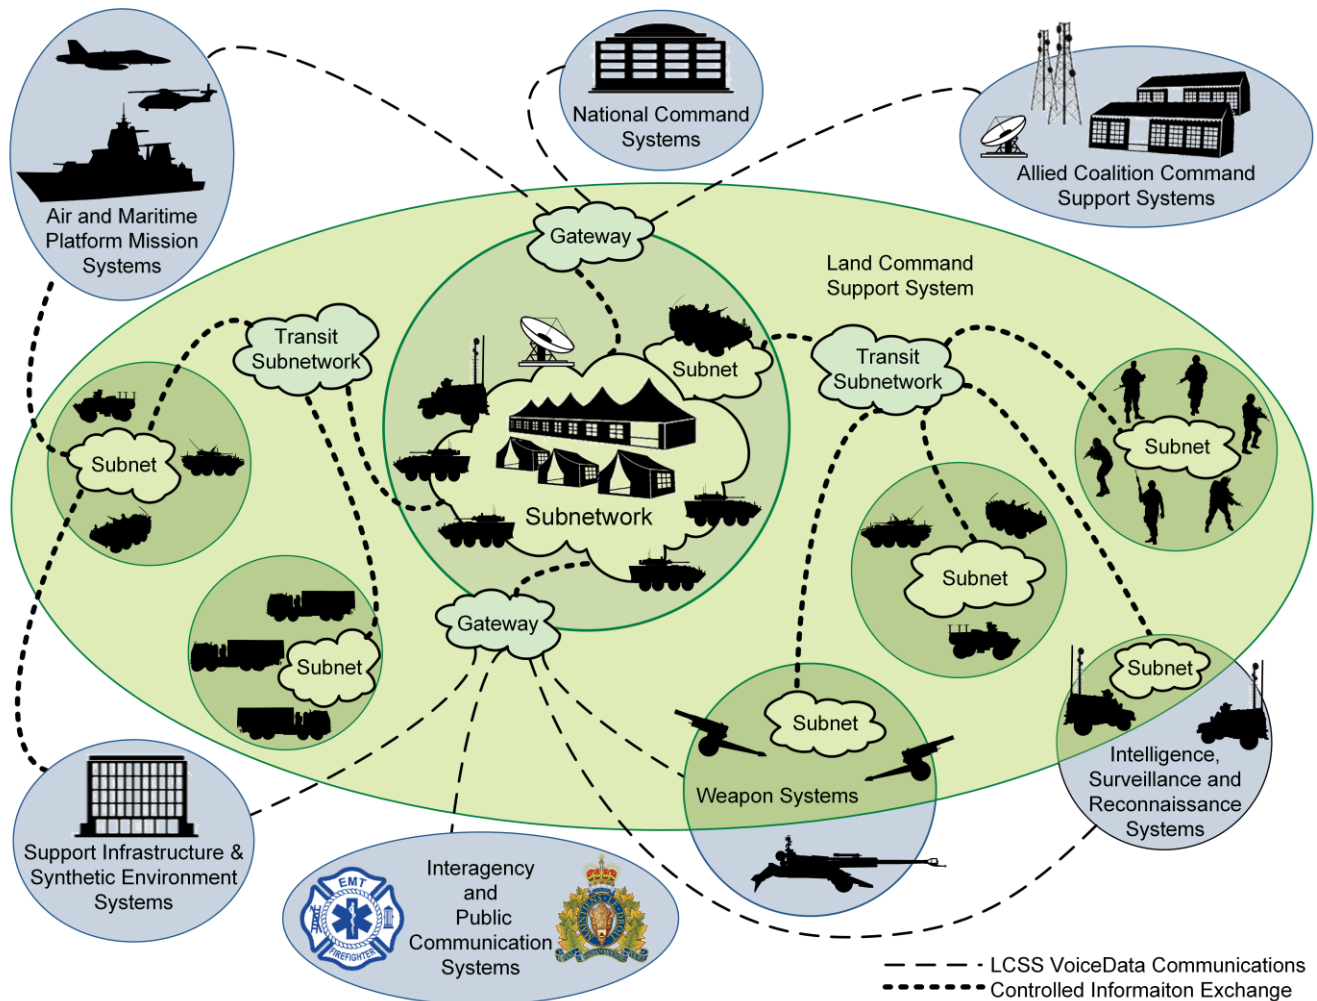 National Command
Systems
Allied Coalition Command
Support Systems
Air and Maritime
Platform Mission
Systems
Gateway
Land Command
Support System
Transit
Subnetwork
Subnet
Transit
Subnetwork
Subnet
Subnet
Subnetwork
Subnet
Gateway
Subnet
Subnet
Subnet
Weapon Systems
Intelligence,
Surveillance and
Reconnaissance
Systems
Support Infrastructure &
Synthetic Environment
Systems
EMT
FIREFIGHTER
Interagency
and
Public
Communication
Systems
LCSS VoiceData Communications
Controlled Informaiton Exchange